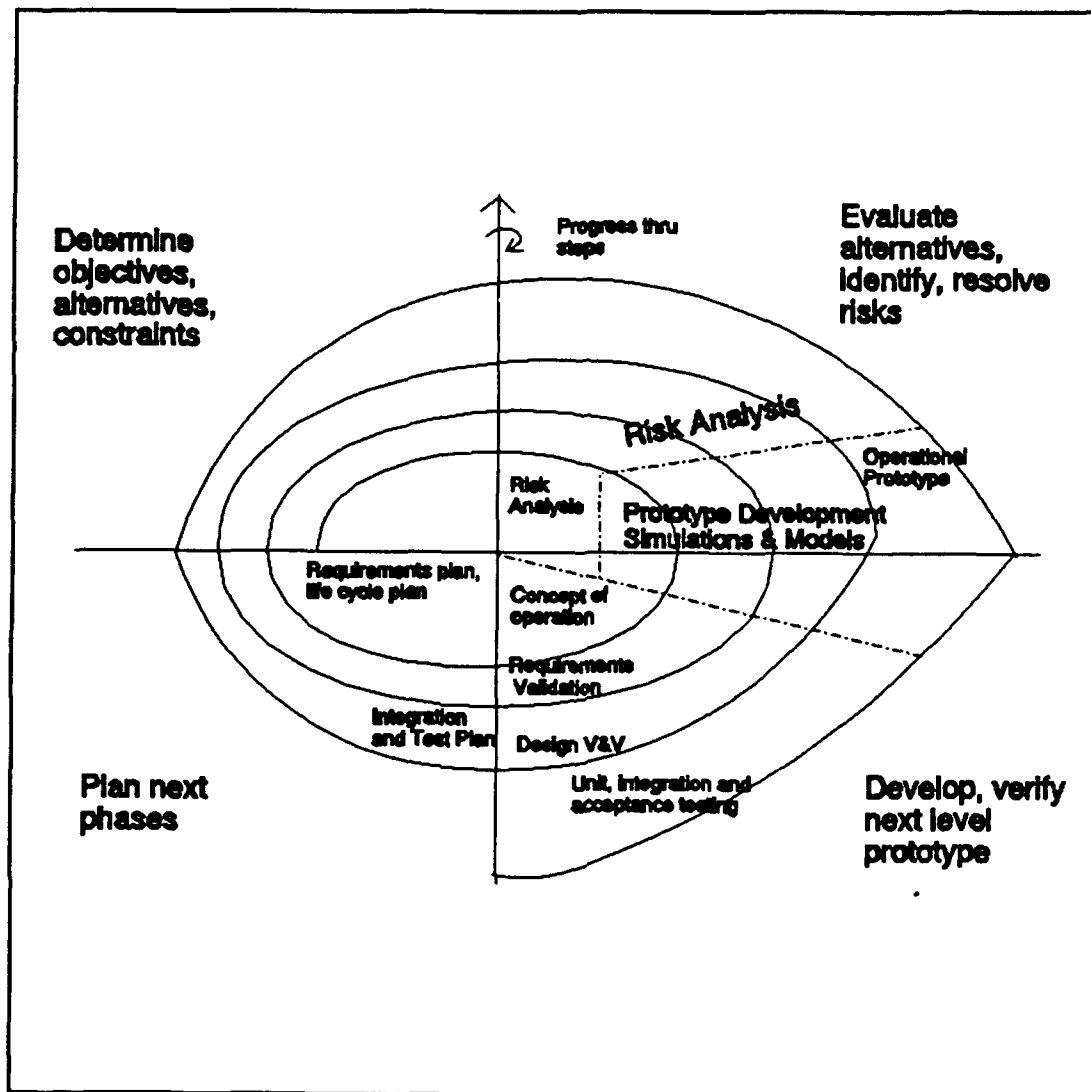 Determine
objectives,
alternatives,
constraints
Progress thru
steps
Evaluate
alternatives,
identify, resolve
risks
Risk Analysis
Operational
Prototype
Risk
Analysis
Prototype Development
Simulations & Models
Requirements plan,
life cycle plan
Concept of
operation
Requirements
Validation
Integration
and Test Plan
Design V&V
Unit, integration and
acceptance testing
Plan next
phases
Develop, verify
next level
prototype